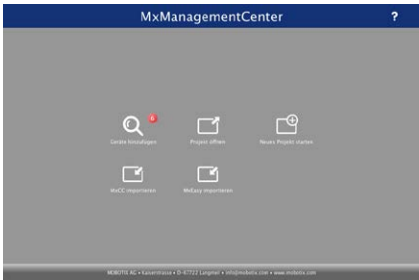 MxManagementCenter ?
6
Geräte hinzufügen Projekt öffnen Neues Projekt starten
MxCC importieren MxEasy importieren
MOBOTIX AG • Kaiserstrasse • D-67722 Langmeil • info@mobotix.com • www.mobotix.com